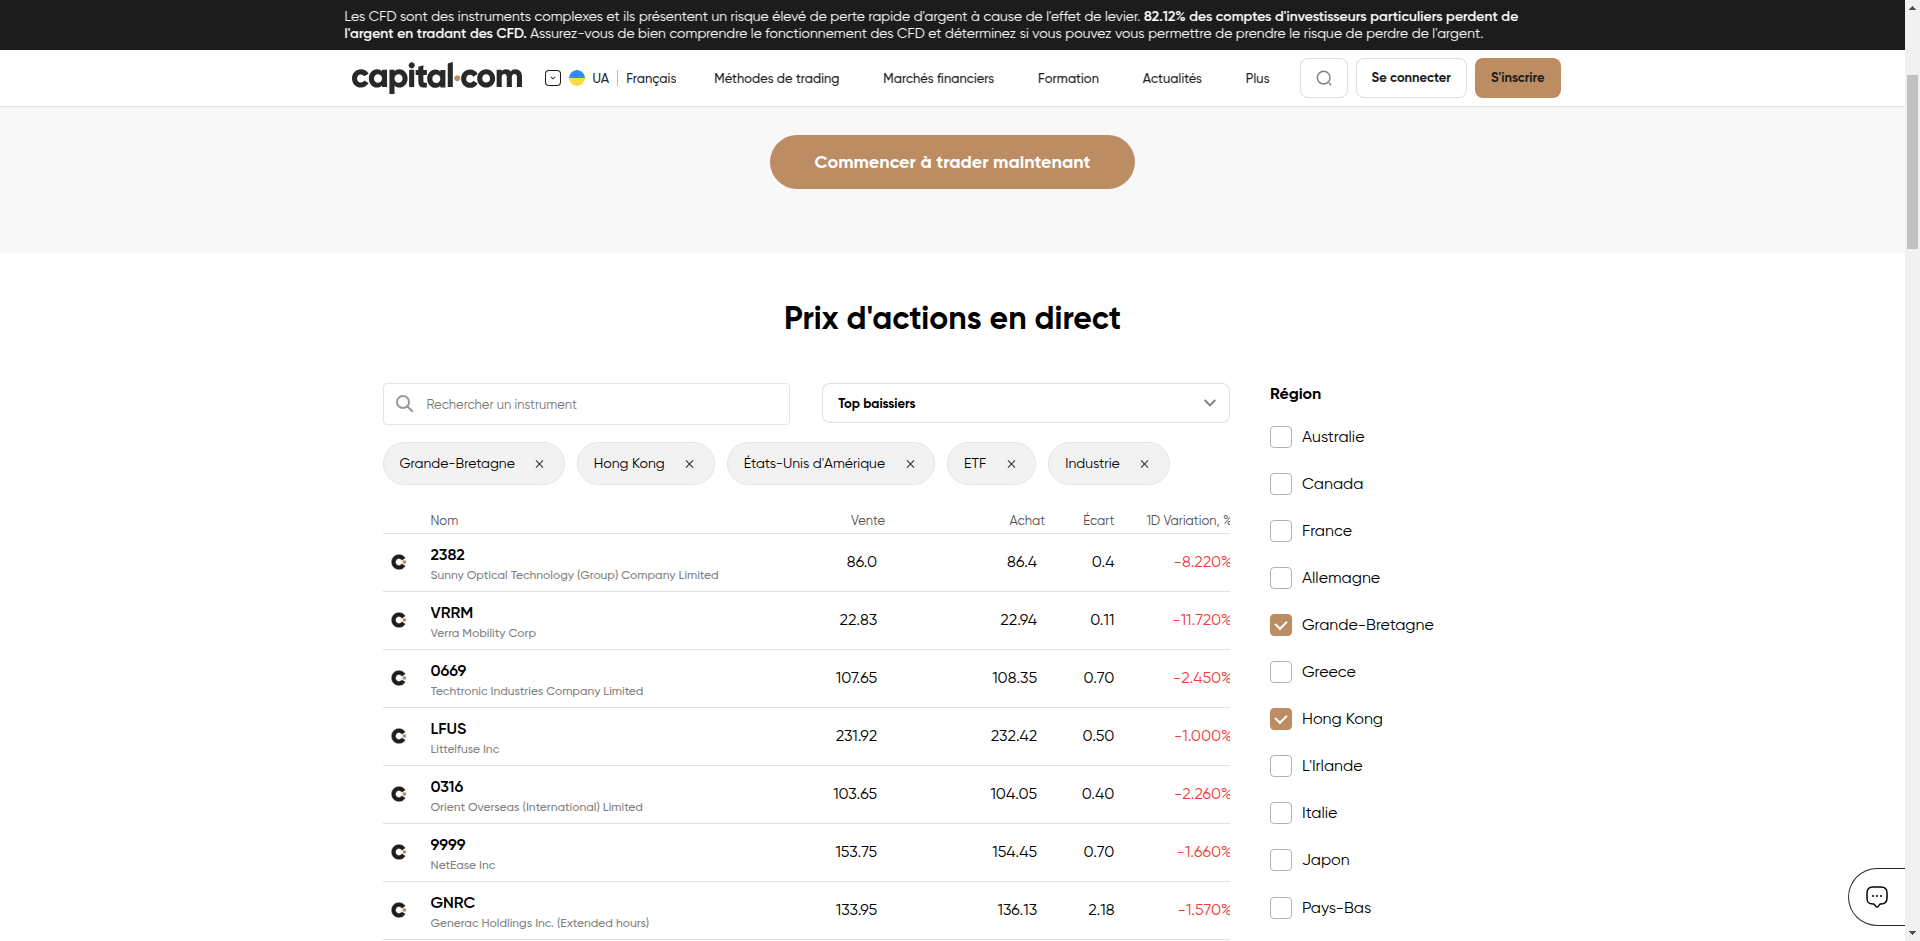 Les CFD sont des instruments complexes et ils présentent un risque élevé de perte rapide d'argent à cause de l'effet de levier. 82.12% des comptes d'investisseurs particuliers perdent de
l'argent en tradant des CFD. Assurez-vous de bien comprendre le fonctionnement des CFD et déterminez si vous pouvez vous permettre de prendre le risque de perdre de l'argent.
capital.com UA Français Méthodes de trading Marchés financiers Formation Actualités Plus Se connecter S'inscrire
Commencer à trader maintenant
Prix d'actions en direct
Rechercher un instrument
Top baissiers
Grande-Bretagne Hong Kong États-Unis d'Amérique ETF Industrie
Nom Vente Achat Écart 1D Variation, %
2382 86.0 86.4 0.4 -8.220%
Sunny Optical Technology (Group) Company Limited
VRRM 22.83 22.94 0.11 -11.720%
Verra Mobility Corp
0669 107.65 108.35 0.70 -2.450%
Techtronic Industries Company Limited
LFUS 231.92 232.42 0.50 -1.000%
Littelfuse Inc
0316 103.65 104.05 0.40 -2.260%
Orient Overseas (International) Limited
9999 153.75 154.45 0.70 -1.660%
NetEase Inc
GNRC 133.95 136.13 2.18 -1.570%
Generac Holdings Inc. (Extended hours)
Région
Australie
Canada
France
Allemagne
Grande-Bretagne
Greece
Hong Kong
L'Irlande
Italie
Japon
Pays-Bas